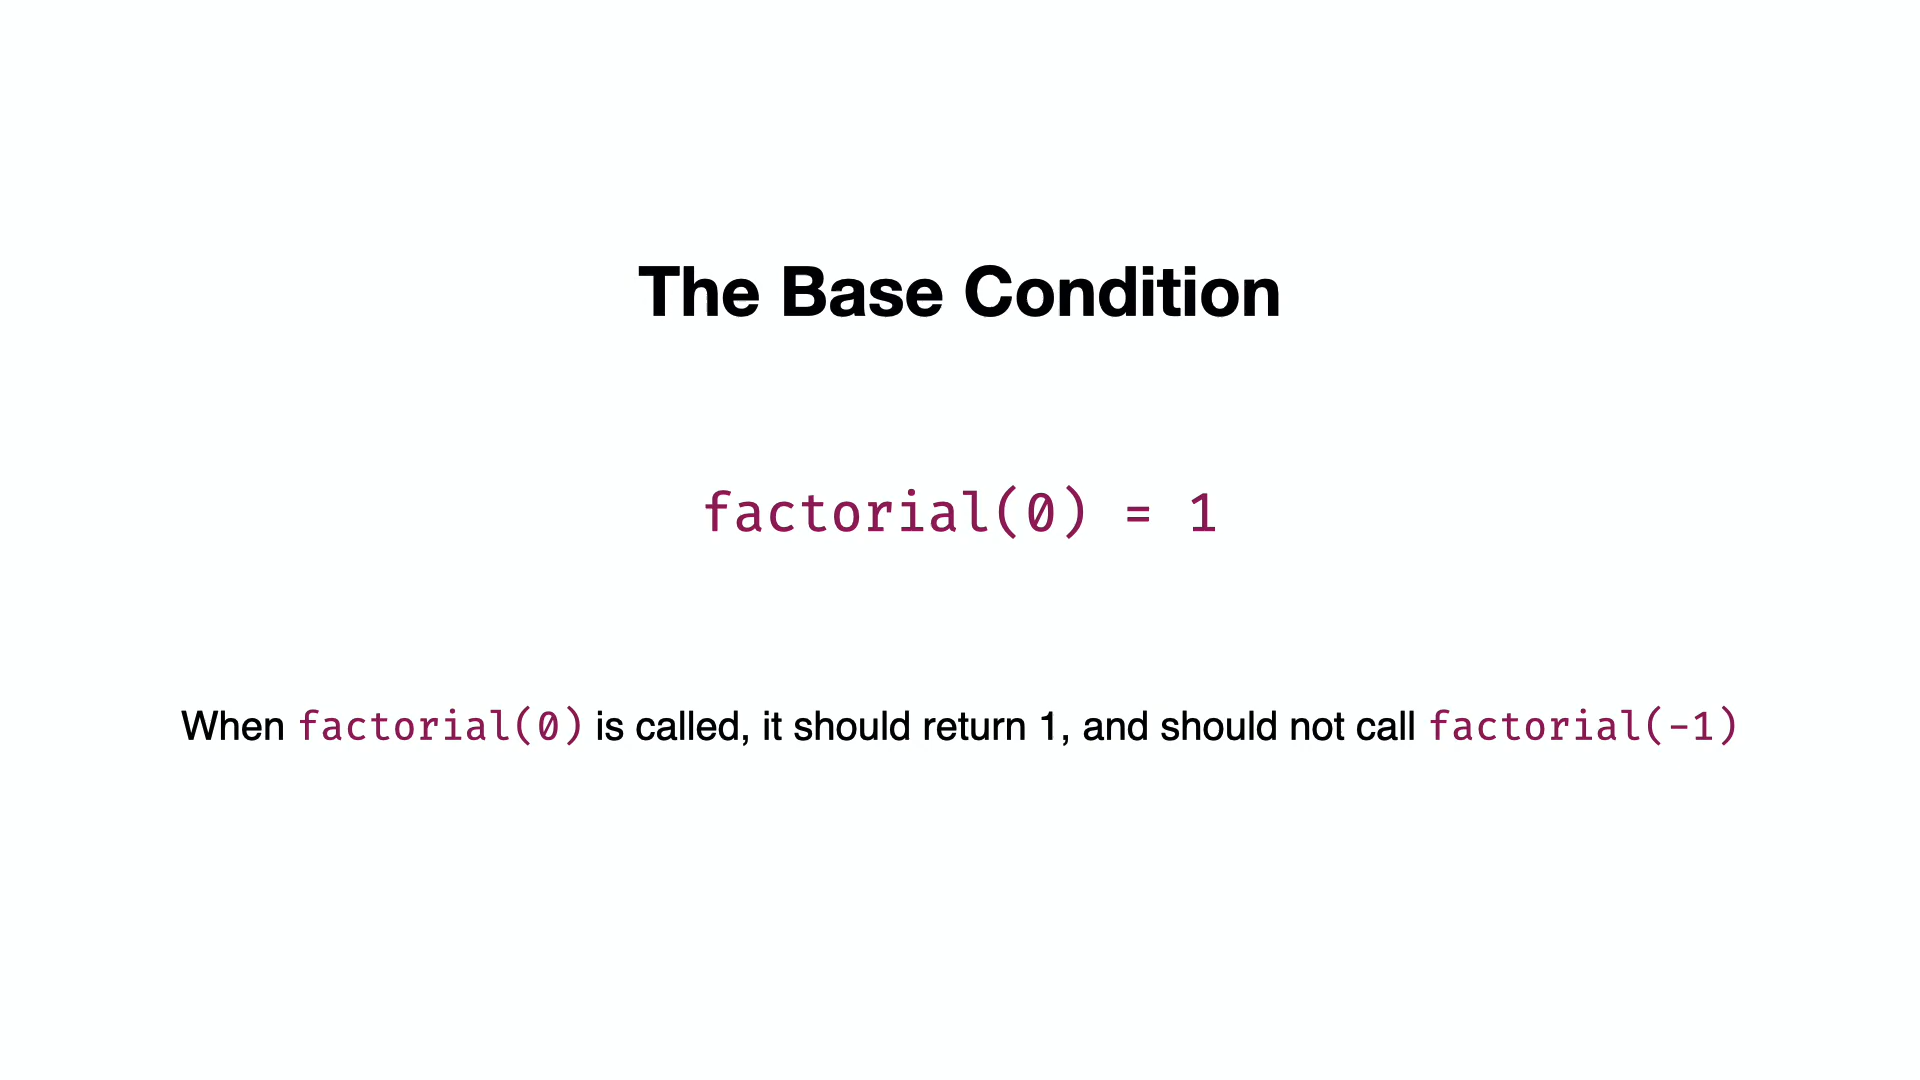 The Base Condition
factorial(0) = 1
When factorial(0) is called, it should return 1, and should not call factorial(-1)